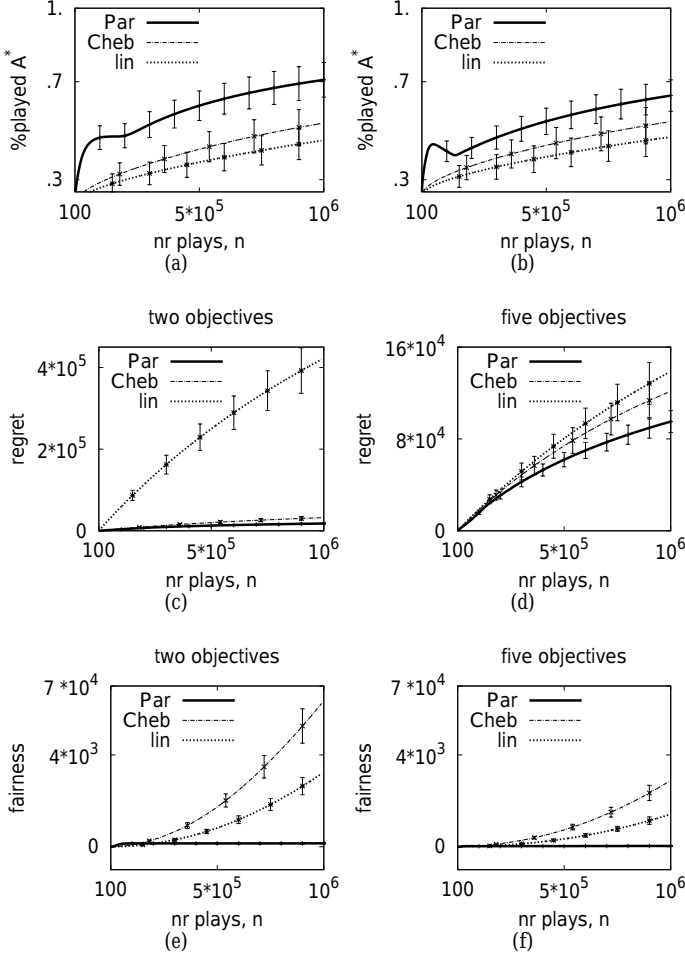 1.
.7
.3
%played A*
Par
Cheb
lin
100
5*10^5
10^6
nr plays, n
(a)
1.
.7
.3
%played A*
Par
Cheb
lin
100
5*10^5
10^6
nr plays, n
(b)
two objectives
4*10^5
2*10^5
0
regret
Par
Cheb
lin
100
5*10^5
10^6
nr plays, n
(c)
five objectives
16*10^4
8*10^4
0
regret
Par
Cheb
lin
100
5*10^5
10^6
nr plays, n
(d)
two objectives
7*10^4
4*10^3
0
fairness
Par
Cheb
lin
100
5*10^5
10^6
nr plays, n
(e)
five objectives
7*10^4
4*10^3
0
fairness
Par
Cheb
lin
100
5*10^5
10^6
nr plays, n
(f)